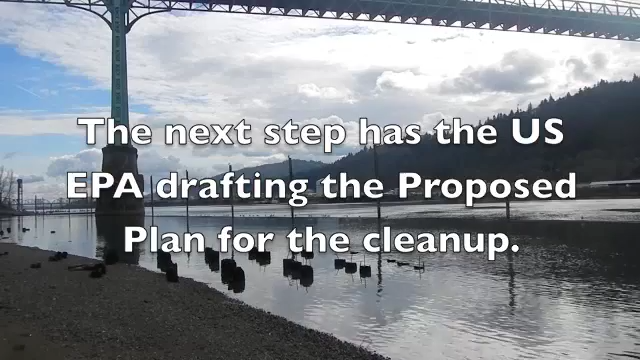 The next step has the US
EPA drafting the Proposed
Plan for the cleanup.